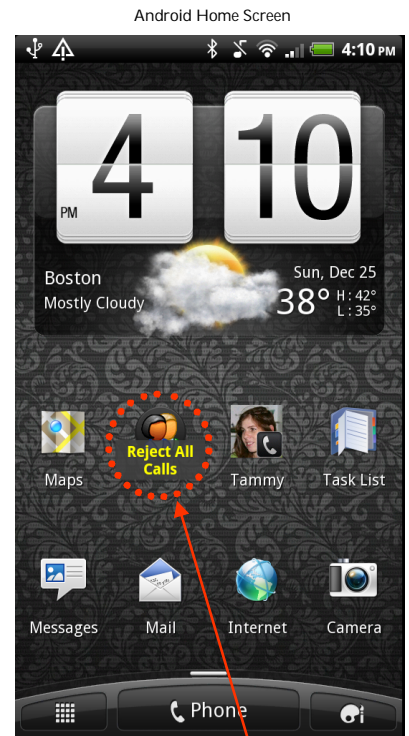 Android Home Screen
4:10 PM
4 10
PM
Boston
Mostly Cloudy
Sun, Dec 25
38° H: 42°
L: 35°
Reject All
Calls
Maps
Tammy
Task List
Messages
Mail
Internet
Camera
Phone